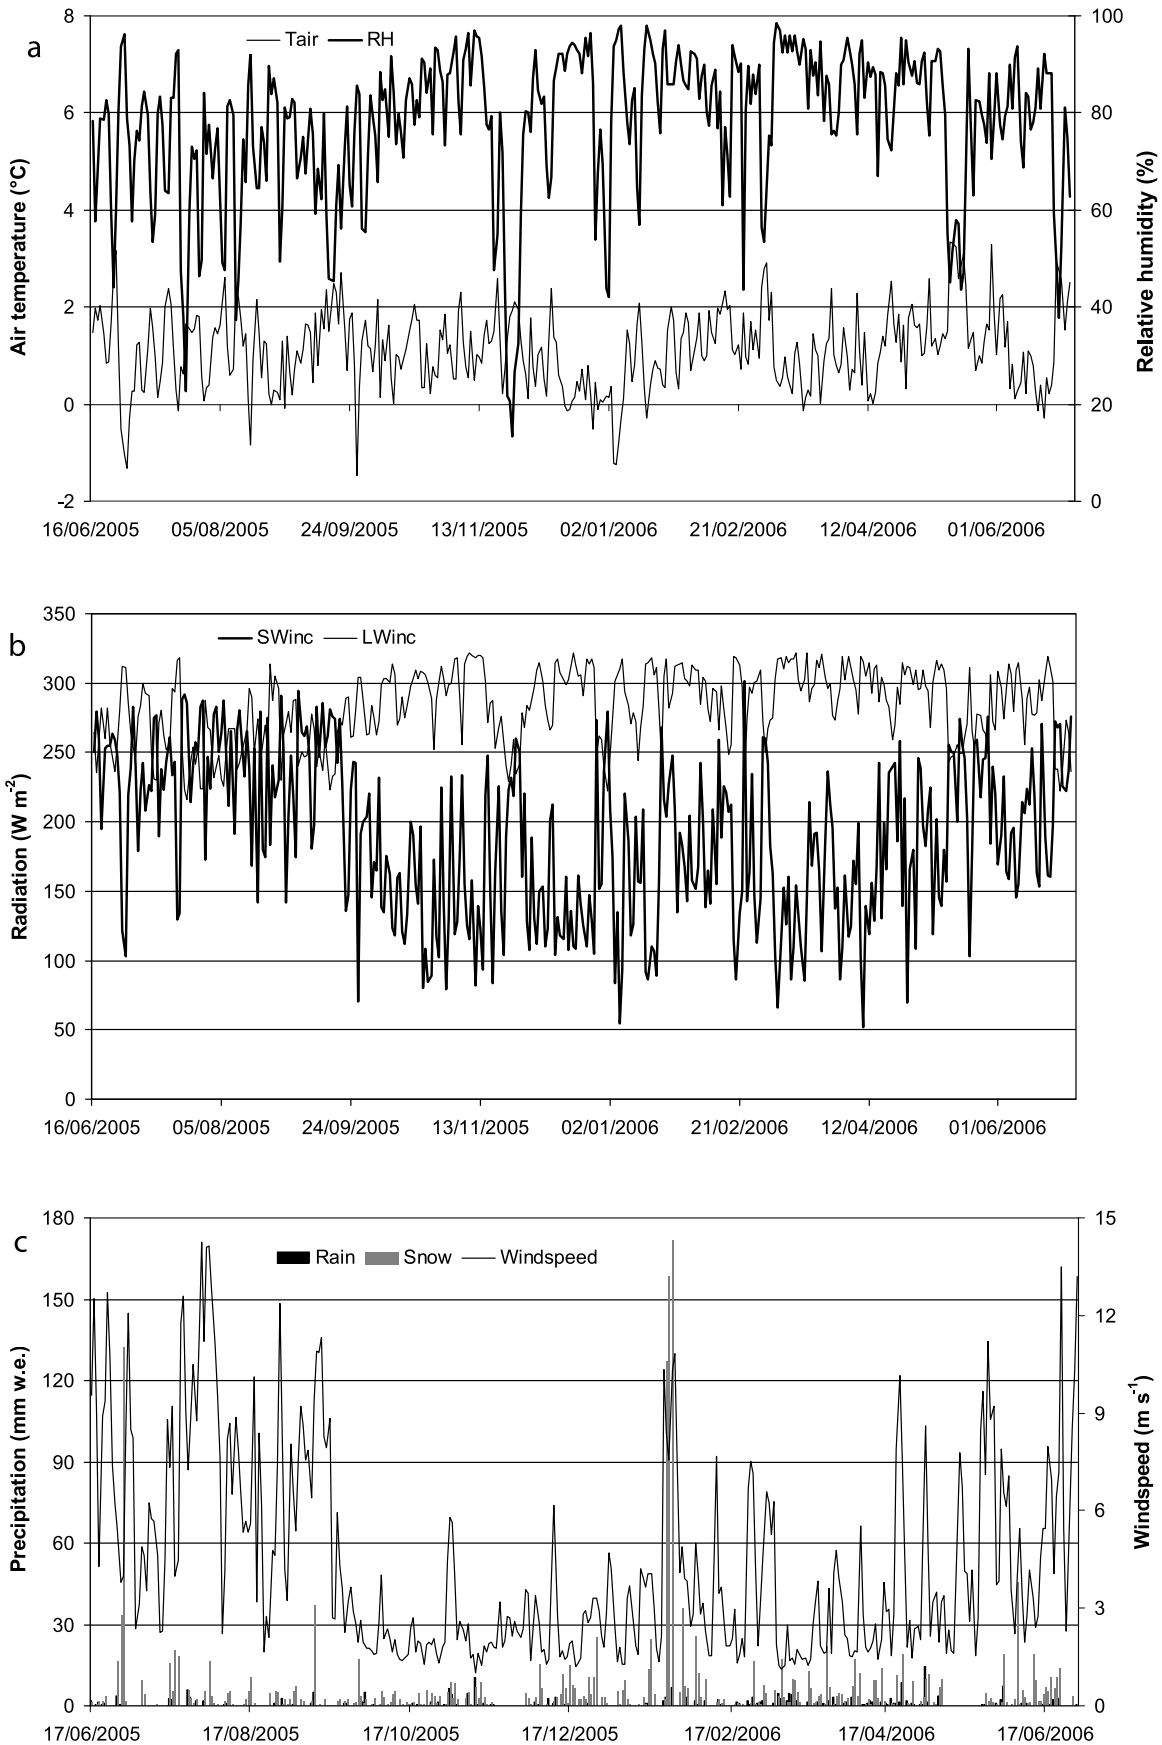 a
Tair RH
8
6
4
2
0
-2
Air temperature (°C)
100
80
60
40
20
0
Relative humidity (%)
16/06/2005 05/08/2005 24/09/2005 13/11/2005 02/01/2006 21/02/2006 12/04/2006 01/06/2006
b
SWinc LWinc
350
300
250
200
150
100
50
0
Radiation (W m-2)
16/06/2005 05/08/2005 24/09/2005 13/11/2005 02/01/2006 21/02/2006 12/04/2006 01/06/2006
c
Rain Snow Windspeed
180
150
120
90
60
30
0
Precipitation (mm w.e.)
15
12
9
6
3
0
Windspeed (m s-1)
17/06/2005 17/08/2005 17/10/2005 17/12/2005 17/02/2006 17/04/2006 17/06/2006